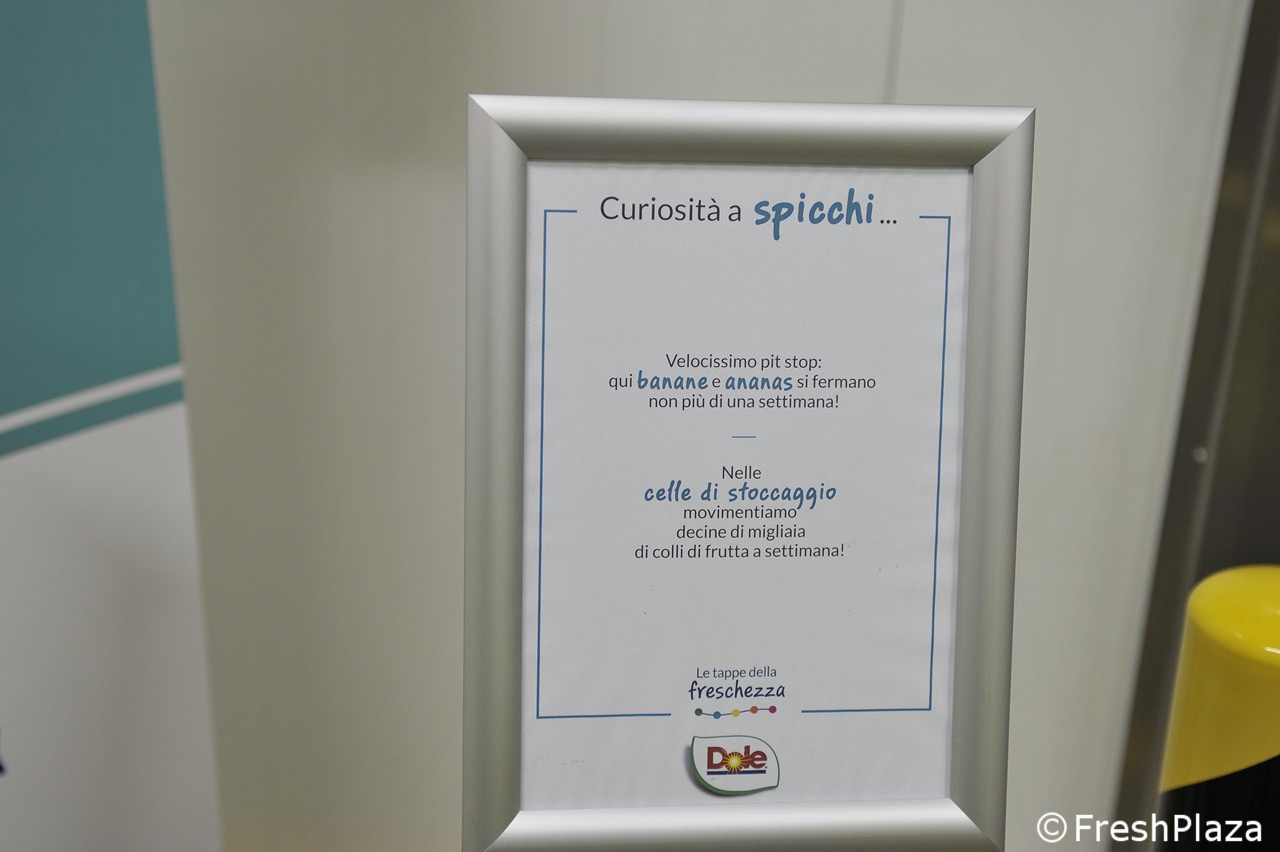 Curiosità a spicchi...
Velocissimo pit stop:
qui banane e ananas si fermano
non più di una settimana!
Nelle
celle di stoccaggio
movimentiamo
decine di migliaia
di colli di frutta a settimana!
Le tappe della
freschezza
Dole
©FreshPlaza